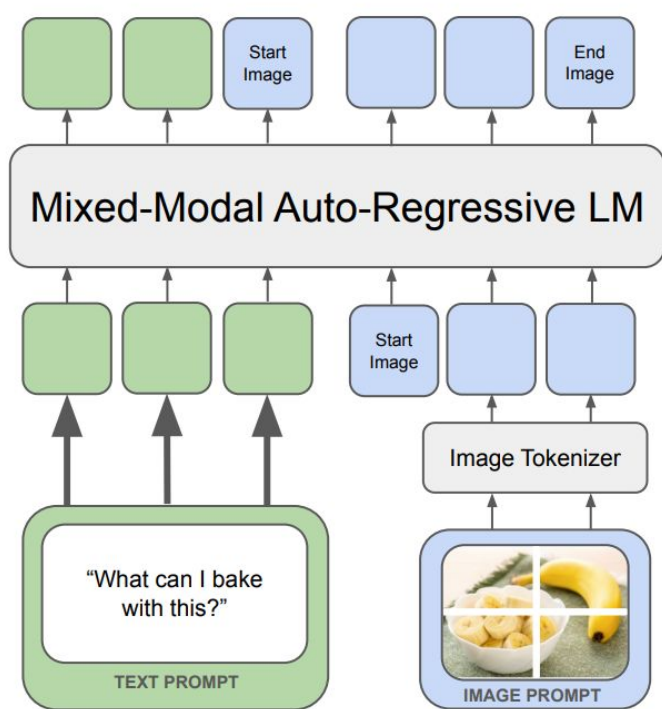 Start
Image
End
Image
Mixed-Modal Auto-Regressive LM
Start
Image
Image Tokenizer
“What can I bake
with this?”
TEXT PROMPT
IMAGE PROMPT